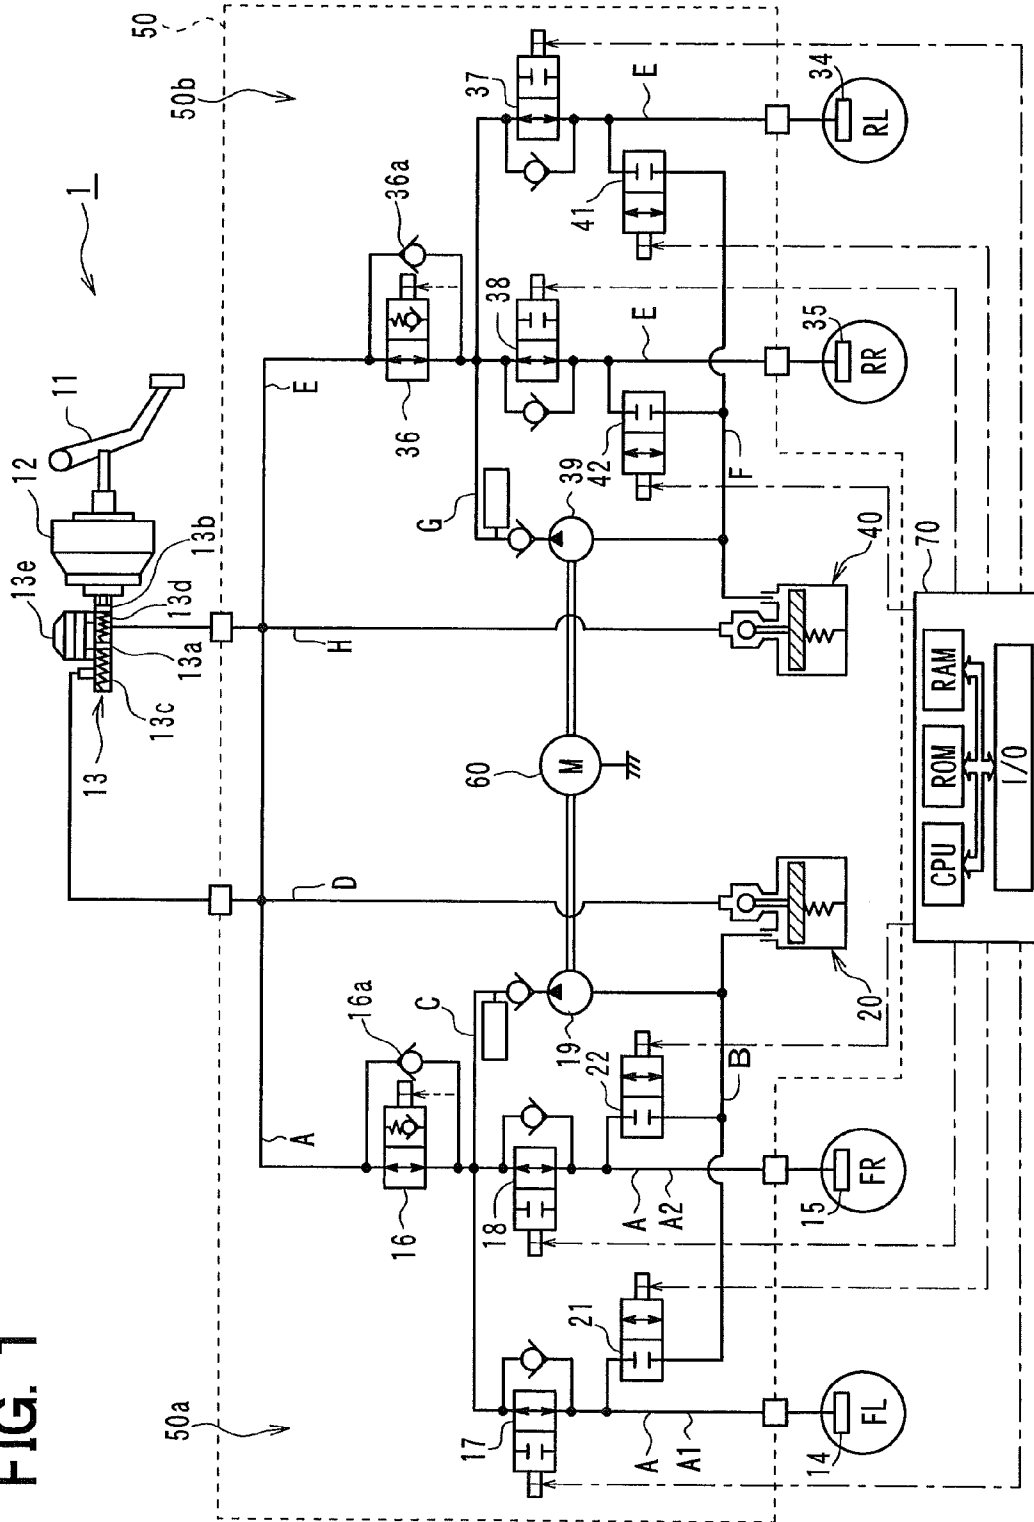 FIG. 1
1
11
12
13e
13b
13d
13a
13c
13
50
50b
50a
36a
36
E
37
38
E
E
34
RL
41
35
RR
42
39
G
F
H
40
60
M
D
16a
16
A
C
19
20
22
B
18
A
A2
15
FR
21
17
A
A1
14
FL
70
CPU
ROM
RAM
I/O